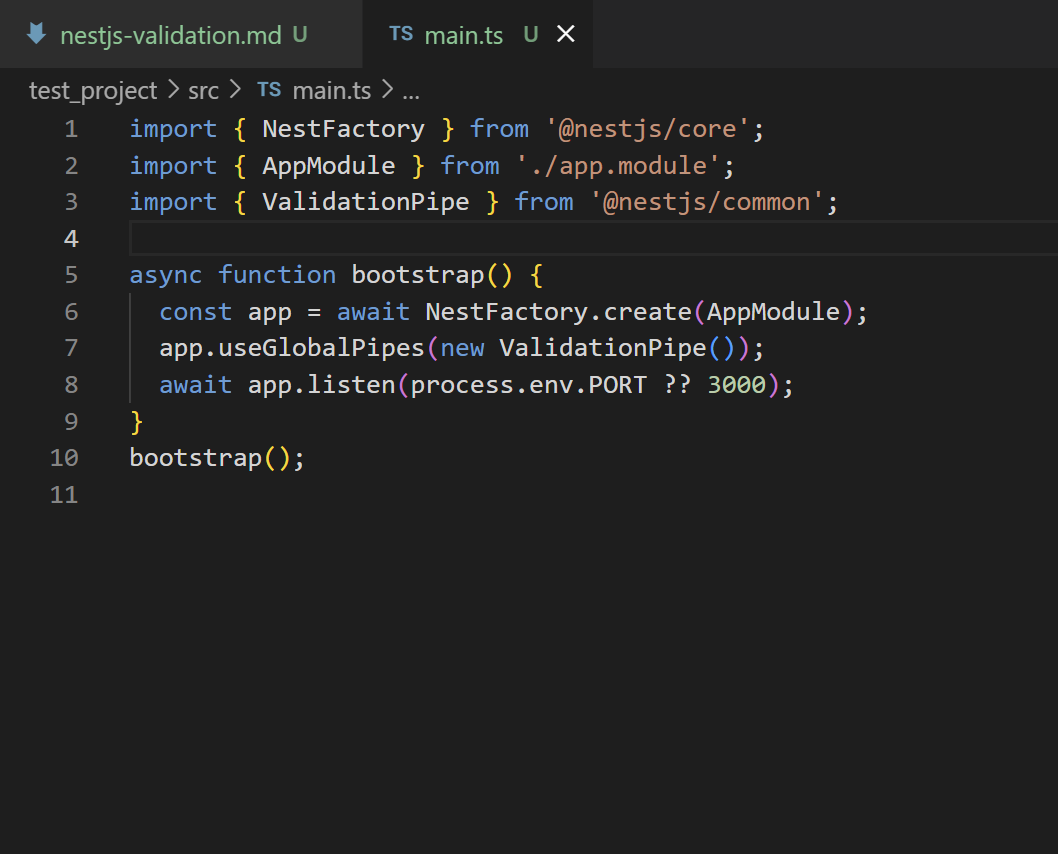 nestjs-validation.md U
TS main.ts U
test_project > src > TS main.ts > ...
1 import { NestFactory } from '@nestjs/core';
2 import { AppModule } from './app.module';
3 import { ValidationPipe } from '@nestjs/common';
4
5 async function bootstrap() {
6   const app = await NestFactory.create(AppModule);
7   app.useGlobalPipes(new ValidationPipe());
8   await app.listen(process.env.PORT ?? 3000);
9 }
10 bootstrap();
11